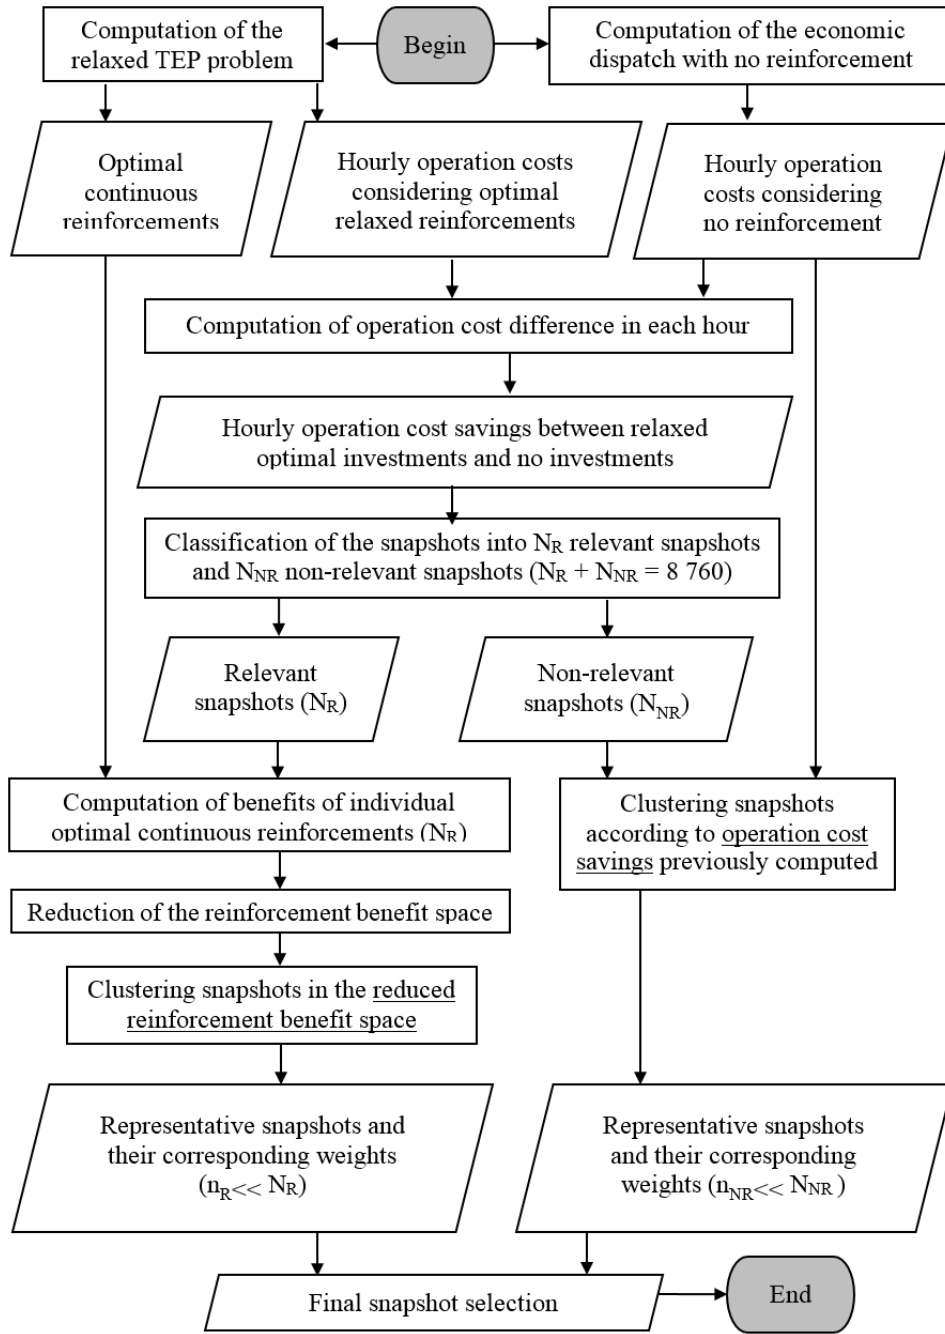 Computation of the
relaxed TEP problem
Begin
Computation of the economic
dispatch with no reinforcement
Optimal
continuous
reinforcements
Hourly operation costs
considering optimal
relaxed reinforcements
Hourly operation
costs considering
no reinforcement
Computation of operation cost difference in each hour
Hourly operation cost savings between relaxed
optimal investments and no investments
Classification of the snapshots into NR relevant snapshots
and NNR non-relevant snapshots (NR + NNR = 8 760)
Relevant
snapshots (NR)
Non-relevant
snapshots (NNR)
Computation of benefits of individual
optimal continuous reinforcements (NR)
Clustering snapshots
according to operation cost
savings previously computed
Reduction of the reinforcement benefit space
Clustering snapshots in the reduced
reinforcement benefit space
Representative snapshots and
their corresponding weights
(nR<< NR)
Representative snapshots
and their corresponding
weights (nNR<< NNR )
Final snapshot selection
End